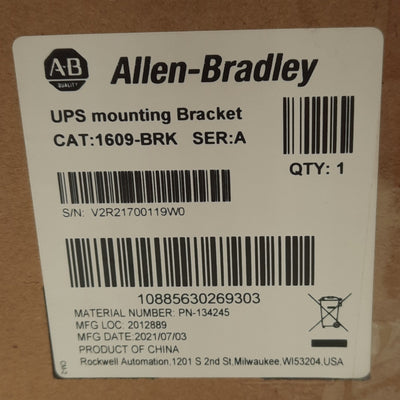 A·B
QUALITY
Allen-Bradley
UPS mounting Bracket
CAT:1609-BRK SER:A
QTY: 1
S/N: V2R21700119W0
10885630269303
MATERIAL NUMBER: PN-134245
MFG LOC: 2012889
MFG DATE:2021/07/03
PRODUCT OF CHINA
Rockwell Automation,1201 S 2nd St,Milwaukee,WI53204,USA